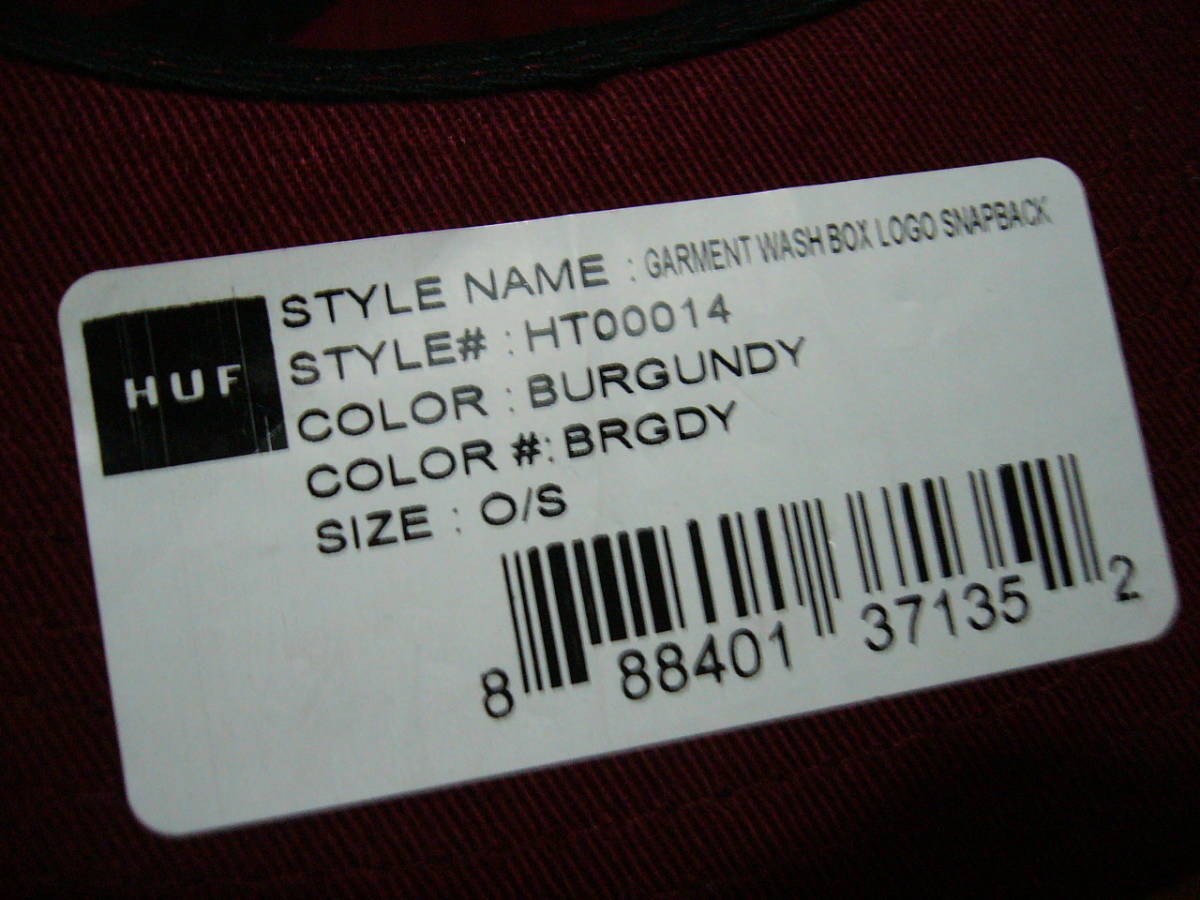 HUF
STYLE NAME : GARMENT WASH BOX LOGO SNAPBACK
STYLE# : HT00014
COLOR : BURGUNDY
COLOR #: BRGDY
SIZE : O/S
8 88401 37135 2